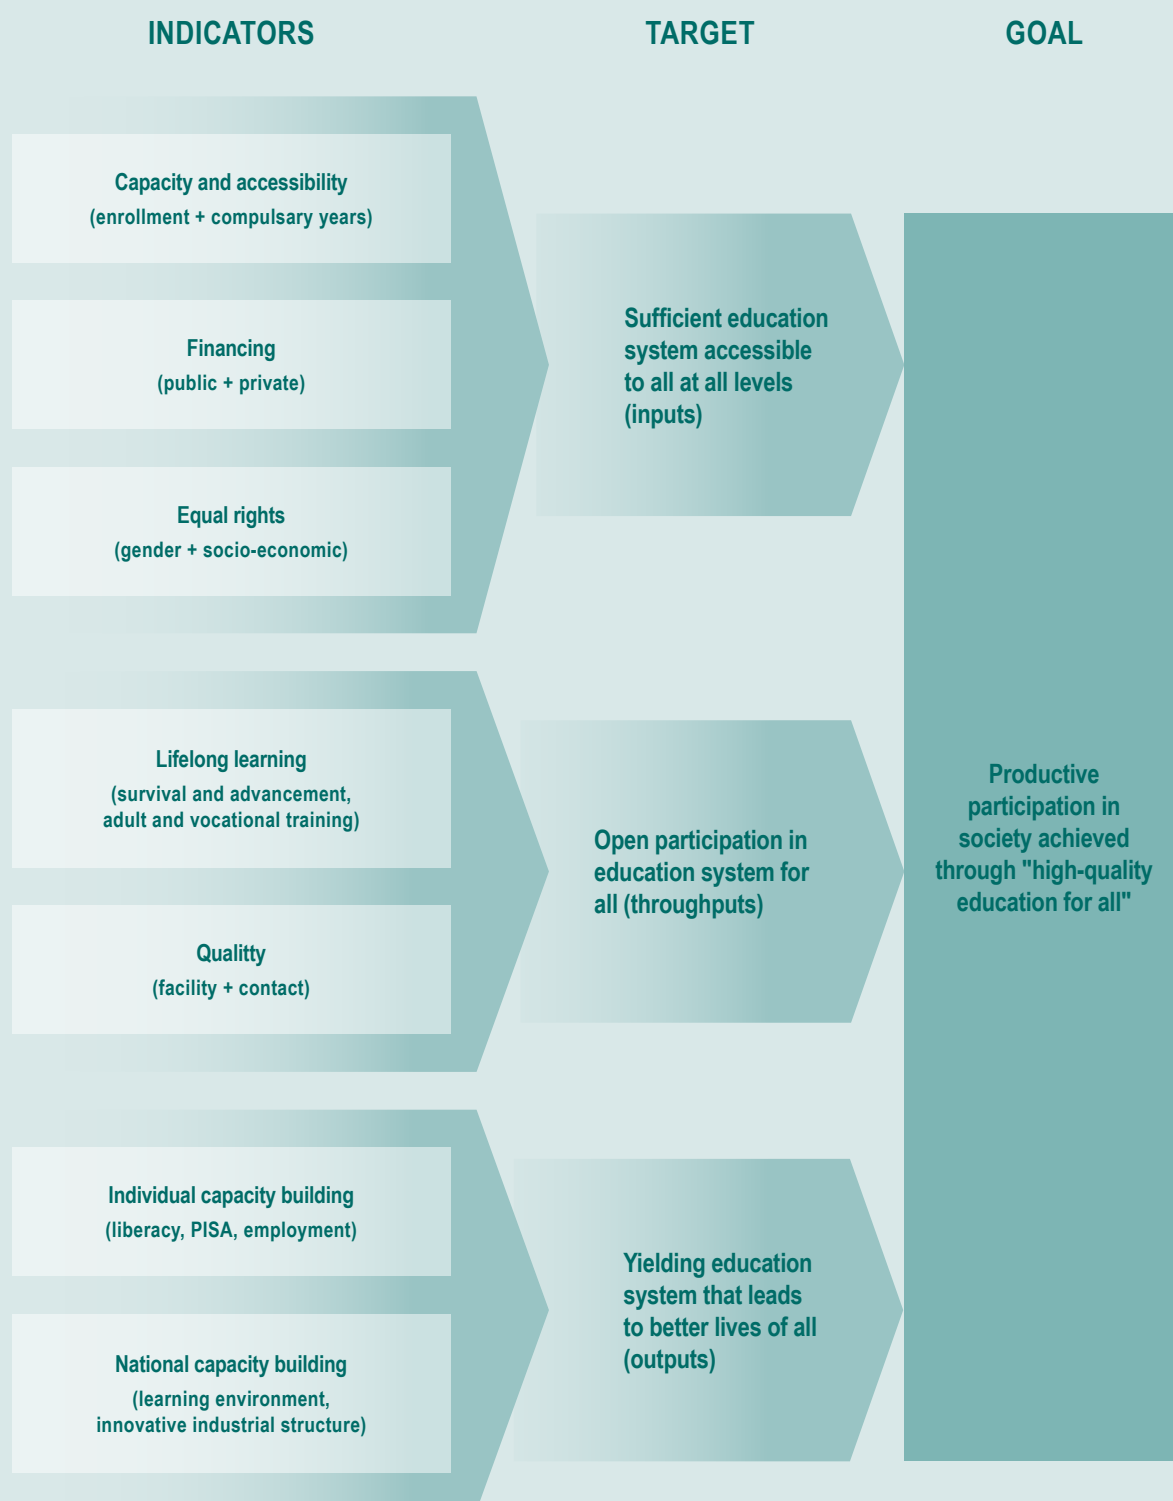 INDICATORS
TARGET
GOAL
Capacity and accessibility
(enrollment + compulsary years)
Financing
(public + private)
Equal rights
(gender + socio-economic)
Sufficient education
system accessible
to all at all levels
(inputs)
Lifelong learning
(survival and advancement,
adult and vocational training)
Qualitty
(facility + contact)
Open participation in
education system for
all (throughputs)
Individual capacity building
(liberacy, PISA, employment)
National capacity building
(learning environment,
innovative industrial structure)
Yielding education
system that leads
to better lives of all
(outputs)
Productive
participation in
society achieved
through "high-quality
education for all"